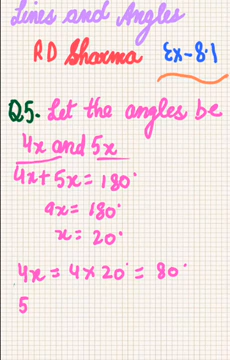 Lines and Angles
RD Sharma Ex-8.1
Q5. Let the angles be
4x and 5x
4x + 5x = 180°
9x = 180°
x = 20°
4x = 4 × 20° = 80°
5